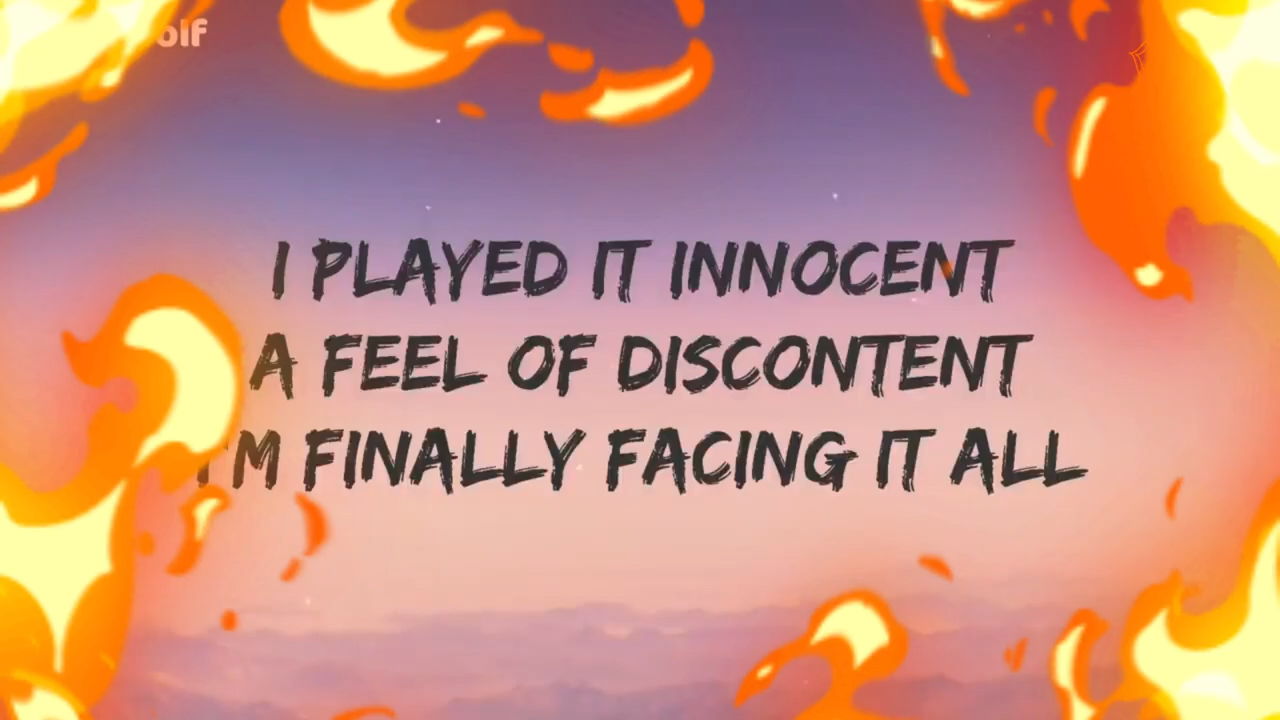 I PLAYED IT INNOCENT
A FEEL OF DISCONTENT
I'M FINALLY FACING IT ALL